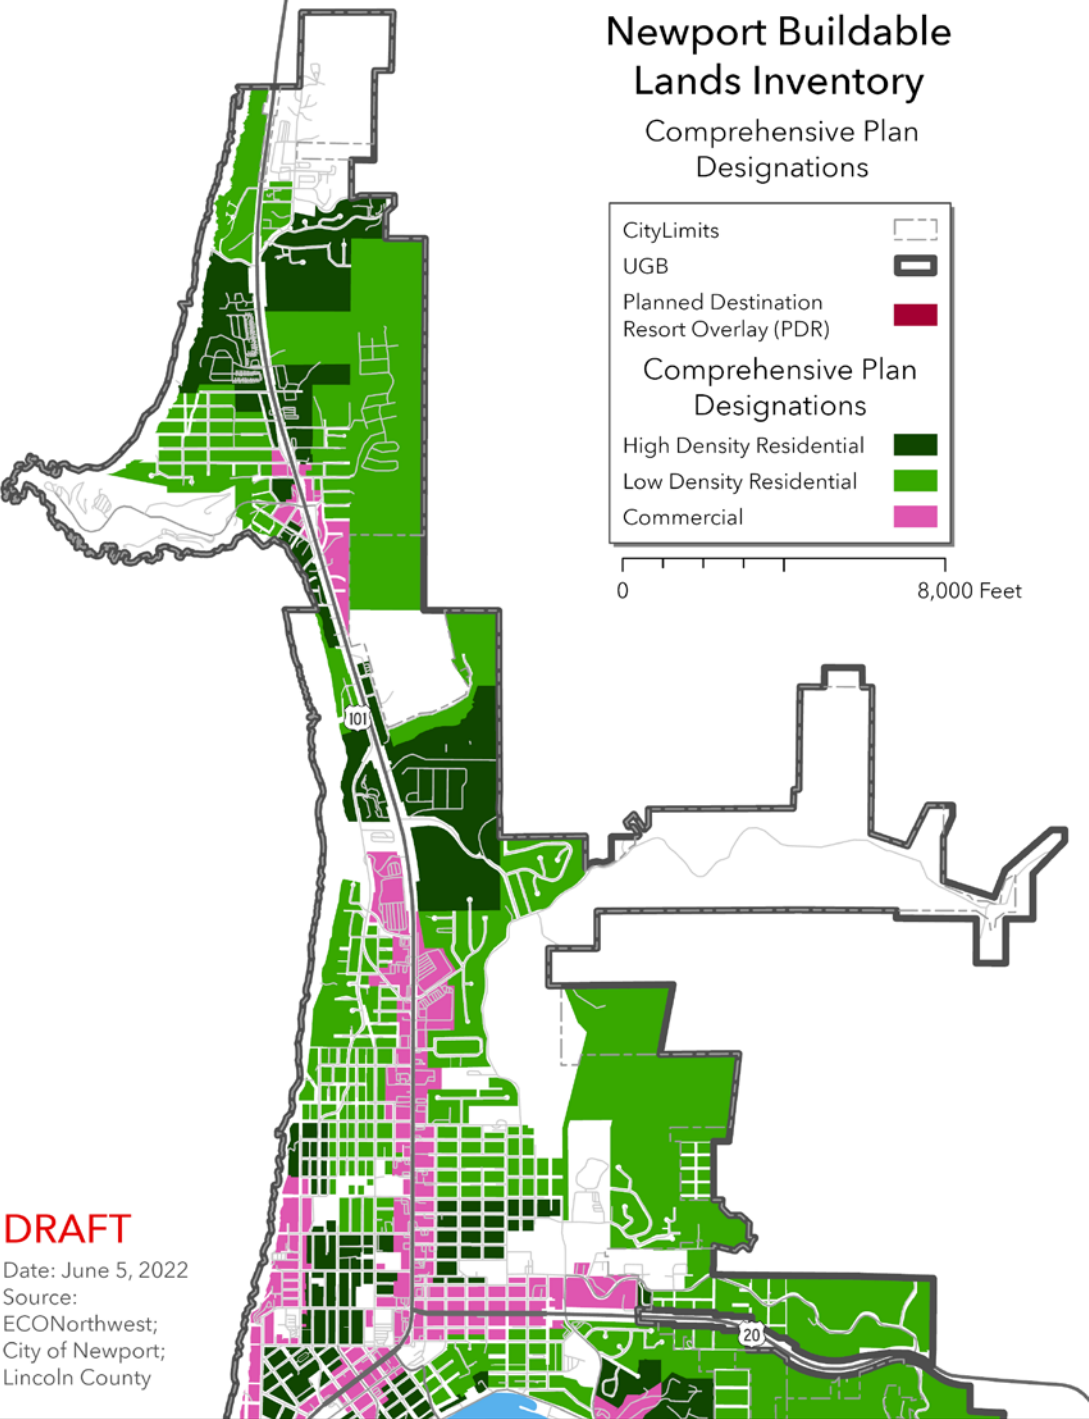 Newport Buildable
Lands Inventory
Comprehensive Plan
Designations
CityLimits
UGB
Planned Destination
Resort Overlay (PDR)
Comprehensive Plan
Designations
High Density Residential
Low Density Residential
Commercial
0
8,000 Feet
101
20
DRAFT
Date: June 5, 2022
Source:
ECONorthwest;
City of Newport;
Lincoln County